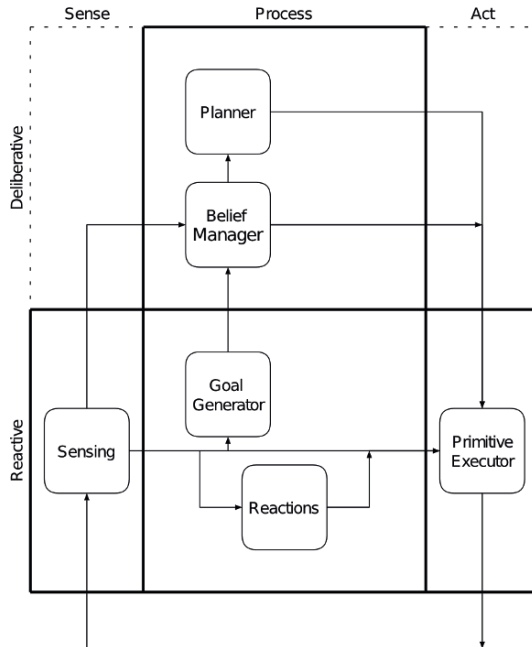 Sense
Process
Act
Deliberative
Planner
Belief
Manager
Reactive
Goal
Generator
Sensing
Primitive
Executor
Reactions